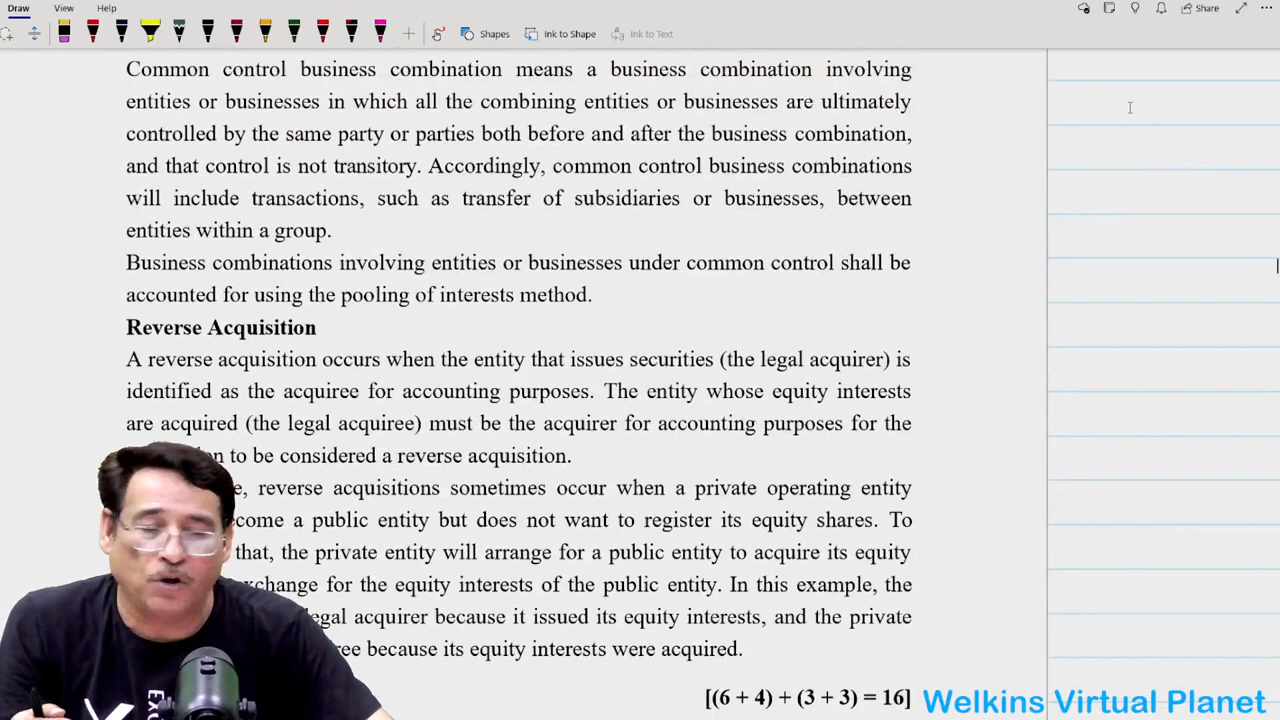 Draw View Help Share
Shapes Ink to Shape Ink to Text
Common control business combination means a business combination involving
entities or businesses in which all the combining entities or businesses are ultimately
controlled by the same party or parties both before and after the business combination,
and that control is not transitory. Accordingly, common control business combinations
will include transactions, such as transfer of subsidiaries or businesses, between
entities within a group.
Business combinations involving entities or businesses under common control shall be
accounted for using the pooling of interests method.
Reverse Acquisition
A reverse acquisition occurs when the entity that issues securities (the legal acquirer) is
identified as the acquiree for accounting purposes. The entity whose equity interests
are acquired (the legal acquiree) must be the acquirer for accounting purposes for the
to be considered a reverse acquisition.
reverse acquisitions sometimes occur when a private operating entity
a public entity but does not want to register its equity shares. To
that, the private entity will arrange for a public entity to acquire its equity
for the equity interests of the public entity. In this example, the
legal acquirer because it issued its equity interests, and the private
because its equity interests were acquired.
[(6 + 4) + (3 + 3) = 16]
Welkins Virtual Planet